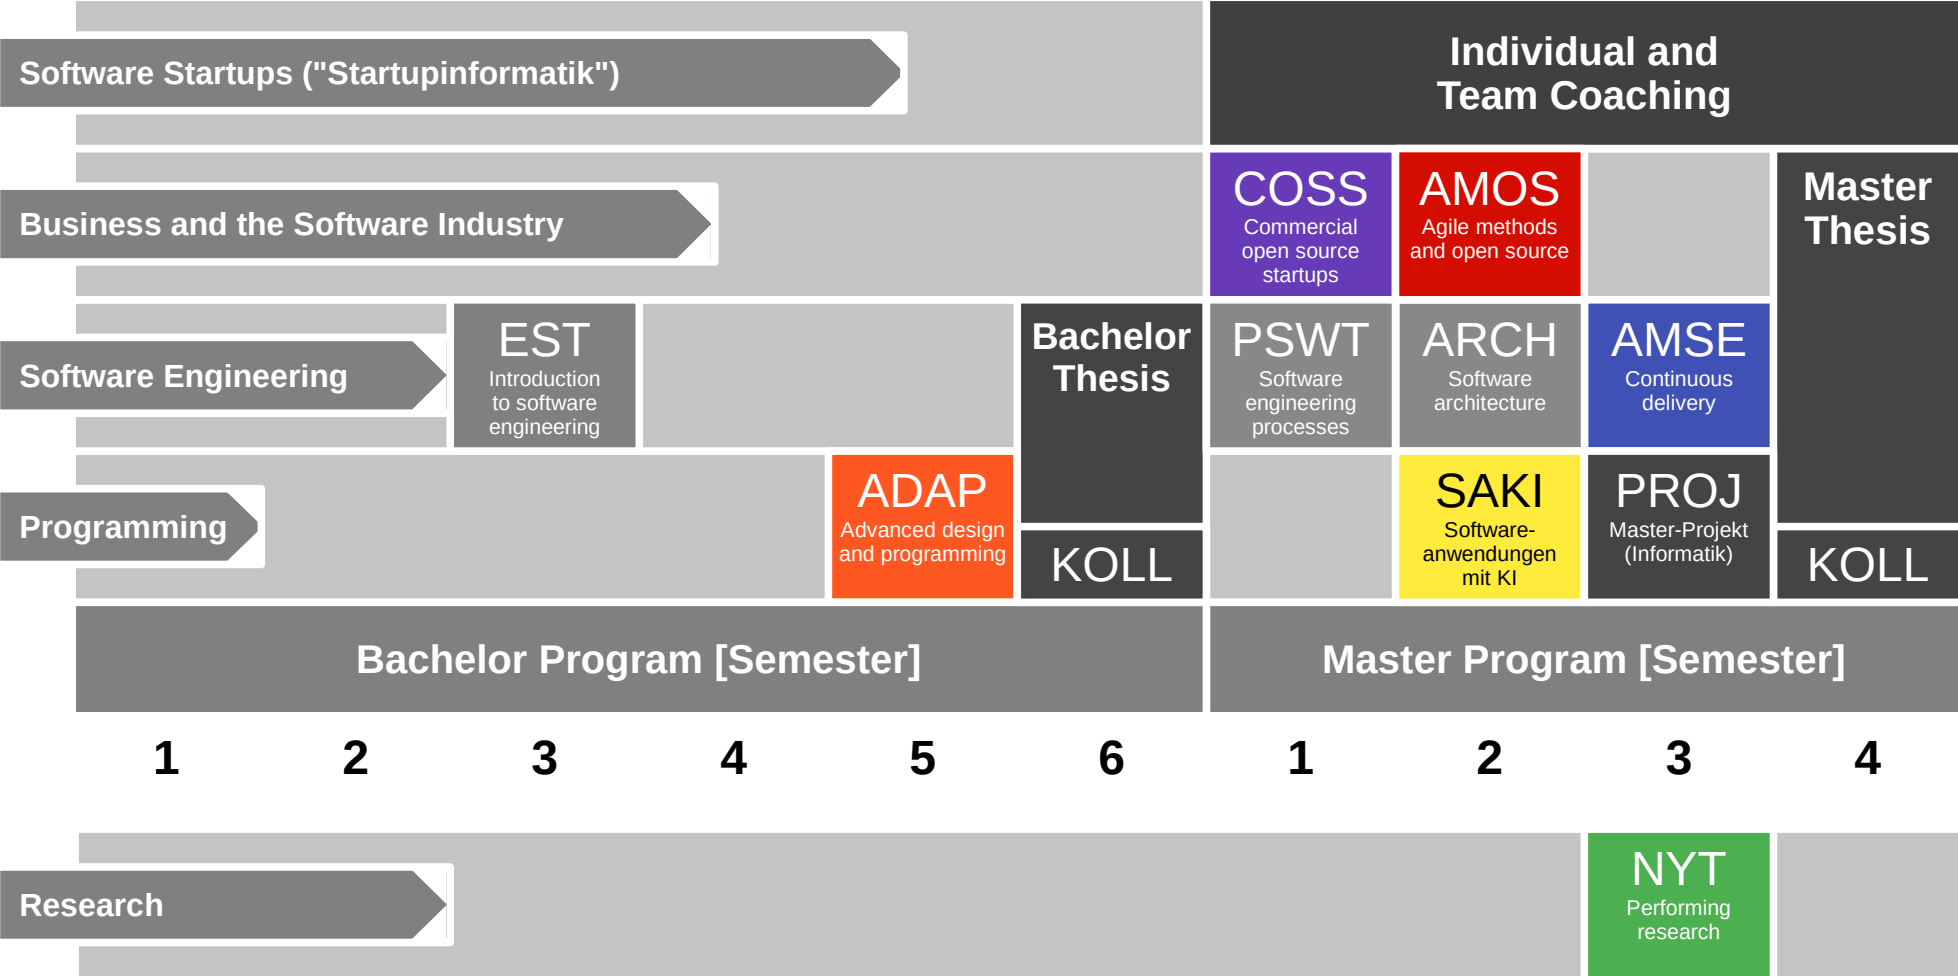 Software Startups ("Startupinformatik")
Individual and
Team Coaching
Business and the Software Industry
COSS
Commercial
open source
startups
AMOS
Agile methods
and open source
Master
Thesis
Software Engineering
EST
Introduction
to software
engineering
Bachelor
Thesis
PSWT
Software
engineering
processes
ARCH
Software
architecture
AMSE
Continuous
delivery
Programming
ADAP
Advanced design
and programming
KOLL
SAKI
Software-
anwendungen
mit KI
PROJ
Master-Projekt
(Informatik)
KOLL
Bachelor Program [Semester]
Master Program [Semester]
1 2 3 4 5 6 1 2 3 4
Research
NYT
Performing
research